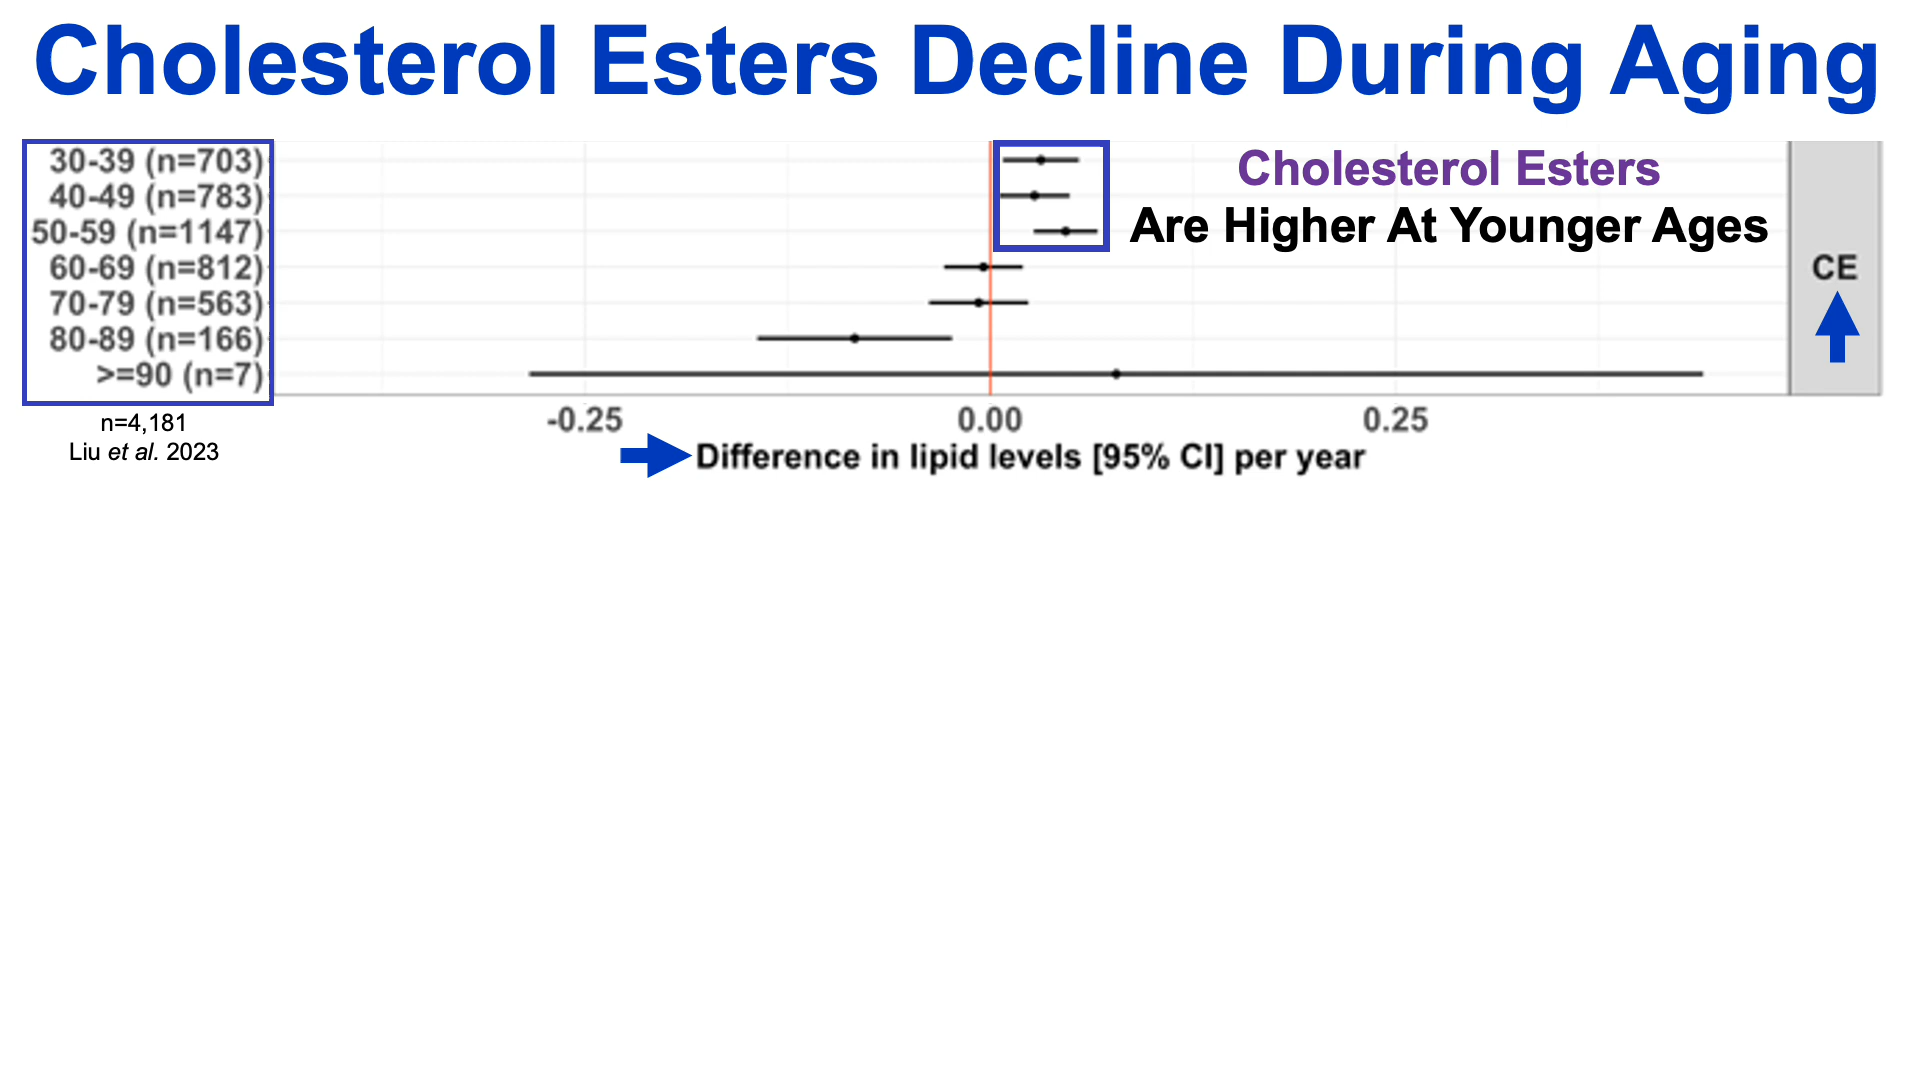 Cholesterol Esters Decline During Aging
30-39 (n=703)
40-49 (n=783)
50-59 (n=1147)
60-69 (n=812)
70-79 (n=563)
80-89 (n=166)
>=90 (n=7)
Cholesterol Esters
Are Higher At Younger Ages
CE
-0.25 0.00 0.25
Difference in lipid levels [95% CI] per year
n=4,181
Liu et al. 2023